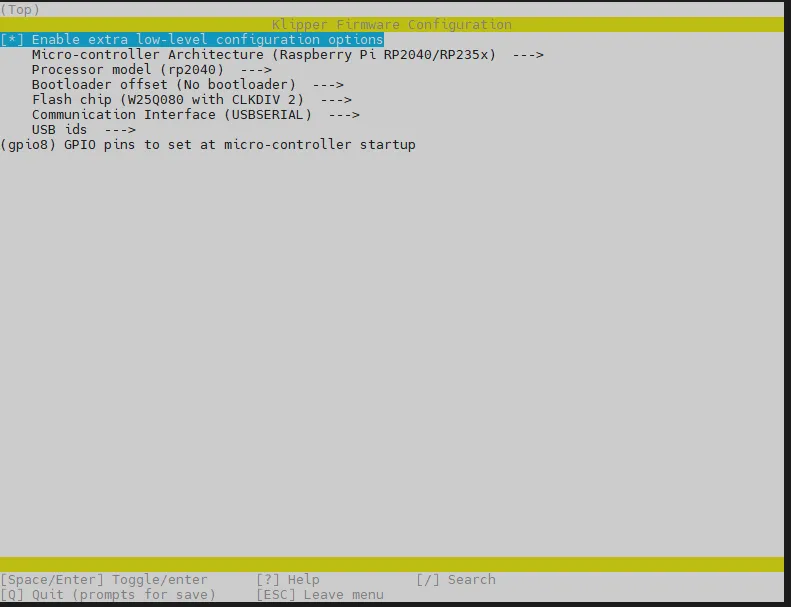 (Top)
Klipper Firmware Configuration
[*] Enable extra low-level configuration options
Micro-controller Architecture (Raspberry Pi RP2040/RP235x)  --->
Processor model (rp2040)  --->
Bootloader offset (No bootloader)  --->
Flash chip (W25Q080 with CLKDIV 2)  --->
Communication Interface (USBSERIAL)  --->
USB ids  --->
(gpio8) GPIO pins to set at micro-controller startup
[Space/Enter] Toggle/enter      [?] Help            [/] Search
[Q] Quit (prompts for save)     [ESC] Leave menu